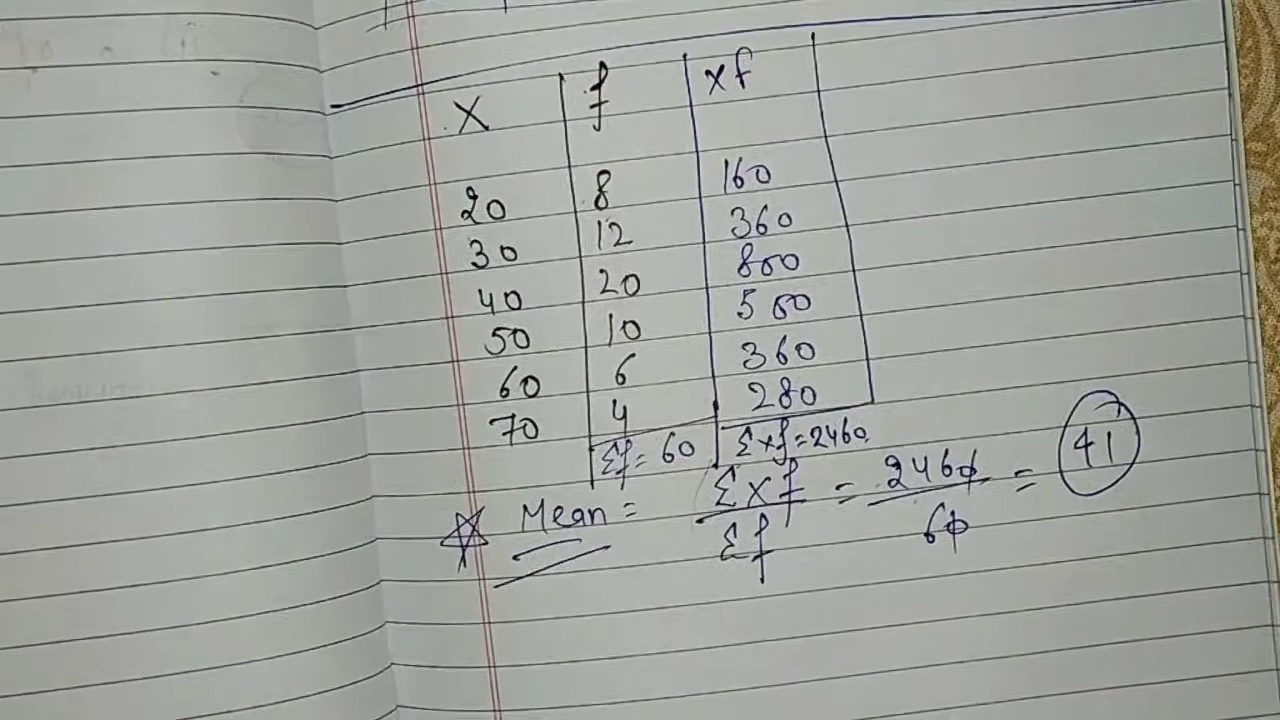 X f xf
20 8 160
30 12 360
40 20 800
50 10 500
60 6 360
70 4 280
Σf = 60 Σxf = 2460
Mean = Σxf / Σf = 2460 / 60 = 41